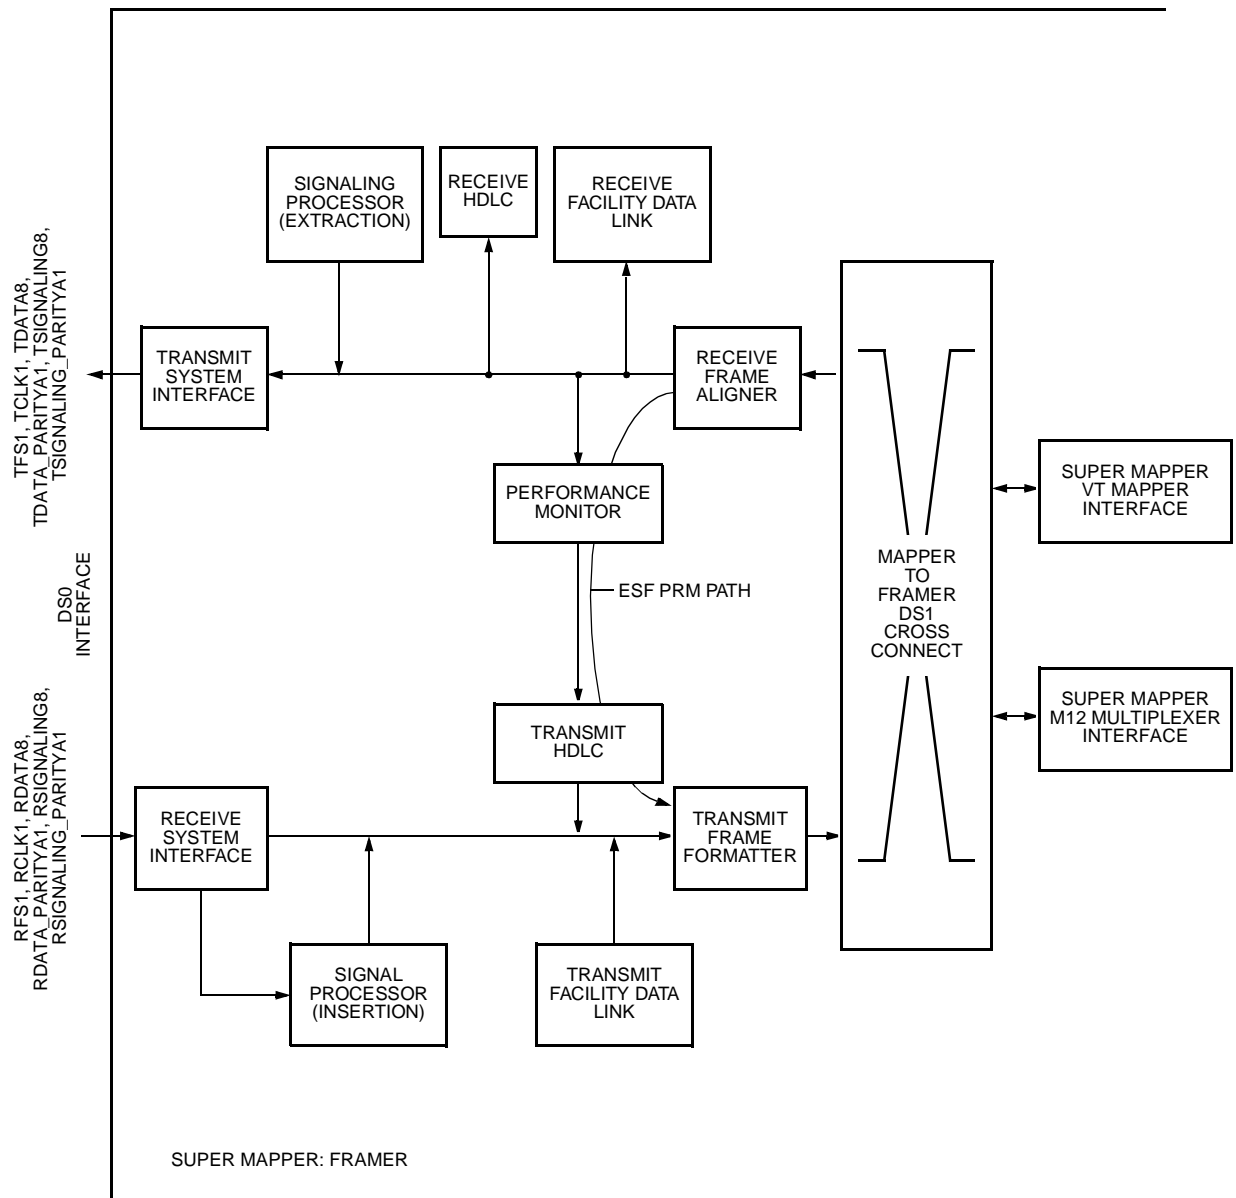 SIGNALING
PROCESSOR
(EXTRACTION)
RECEIVE
HDLC
RECEIVE
FACILITY DATA
LINK
TFS1, TCLK1, TDATA8,
TDATA_PARITYA1, TSIGNALING8,
TSIGNALING_PARITYA1
TRANSMIT
SYSTEM
INTERFACE
RECEIVE
FRAME
ALIGNER
PERFORMANCE
MONITOR
SUPER MAPPER
VT MAPPER
INTERFACE
DS0
INTERFACE
ESF PRM PATH
MAPPER
TO
FRAMER
DS1
CROSS
CONNECT
SUPER MAPPER
M12 MULTIPLEXER
INTERFACE
RFS1, RCLK1, RDATA8,
RDATA_PARITYA1, RSIGNALING8,
RSIGNALING_PARITYA1
TRANSMIT
HDLC
RECEIVE
SYSTEM
INTERFACE
TRANSMIT
FRAME
FORMATTER
SIGNAL
PROCESSOR
(INSERTION)
TRANSMIT
FACILITY DATA
LINK
SUPER MAPPER: FRAMER